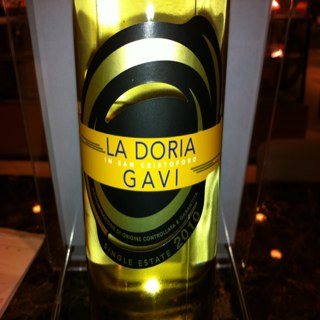 LA DORIA
IN SAN CRISTOFORO
GAVI
DI ORIGINE CONTROLLATA E
SINGLE ESTATE 2010